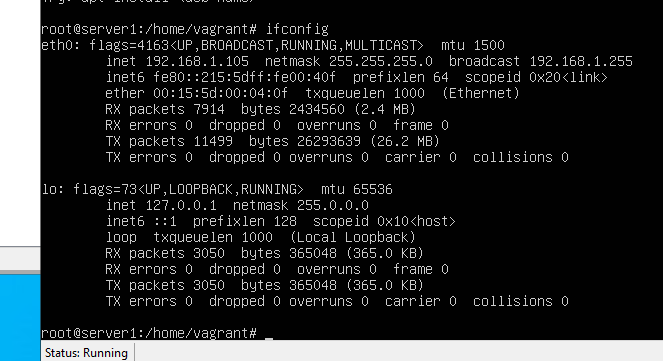 root@server1:/home/vagrant# ifconfig
eth0: flags=4163<UP,BROADCAST,RUNNING,MULTICAST>  mtu 1500
        inet 192.168.1.105  netmask 255.255.255.0  broadcast 192.168.1.255
        inet6 fe80::215:5dff:fe00:40f  prefixlen 64  scopeid 0x20<link>
        ether 00:15:5d:00:04:0f  txqueuelen 1000  (Ethernet)
        RX packets 7914  bytes 2434560 (2.4 MB)
        RX errors 0  dropped 0  overruns 0  frame 0
        TX packets 11499  bytes 26293639 (26.2 MB)
        TX errors 0  dropped 0 overruns 0  carrier 0  collisions 0
lo: flags=73<UP,LOOPBACK,RUNNING>  mtu 65536
        inet 127.0.0.1  netmask 255.0.0.0
        inet6 ::1  prefixlen 128  scopeid 0x10<host>
        loop  txqueuelen 1000  (Local Loopback)
        RX packets 3050  bytes 365048 (365.0 KB)
        RX errors 0  dropped 0  overruns 0  frame 0
        TX packets 3050  bytes 365048 (365.0 KB)
        TX errors 0  dropped 0 overruns 0  carrier 0  collisions 0
root@server1:/home/vagrant# _
Status: Running